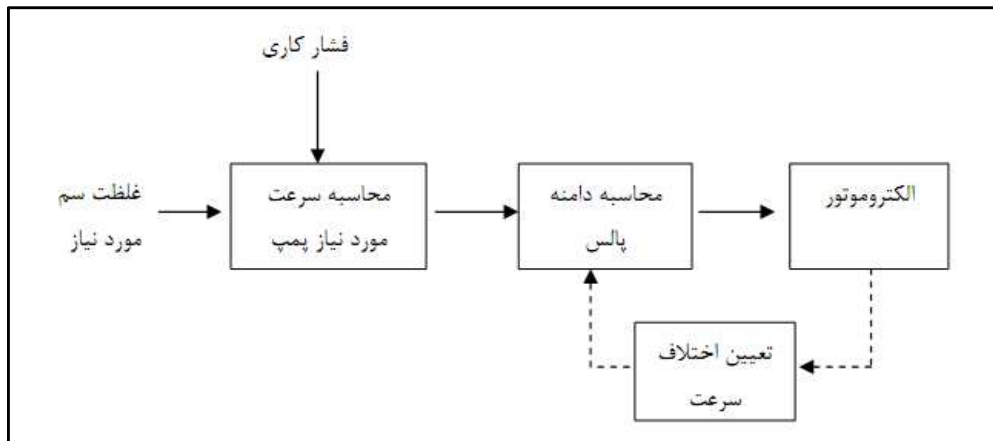 فشار کاری
غلظت سم
مورد نیاز
محاسبه سرعت
مورد نیاز پمپ
محاسبه دامنه
پالس
الکتروموتور
تعیین اختلاف
سرعت